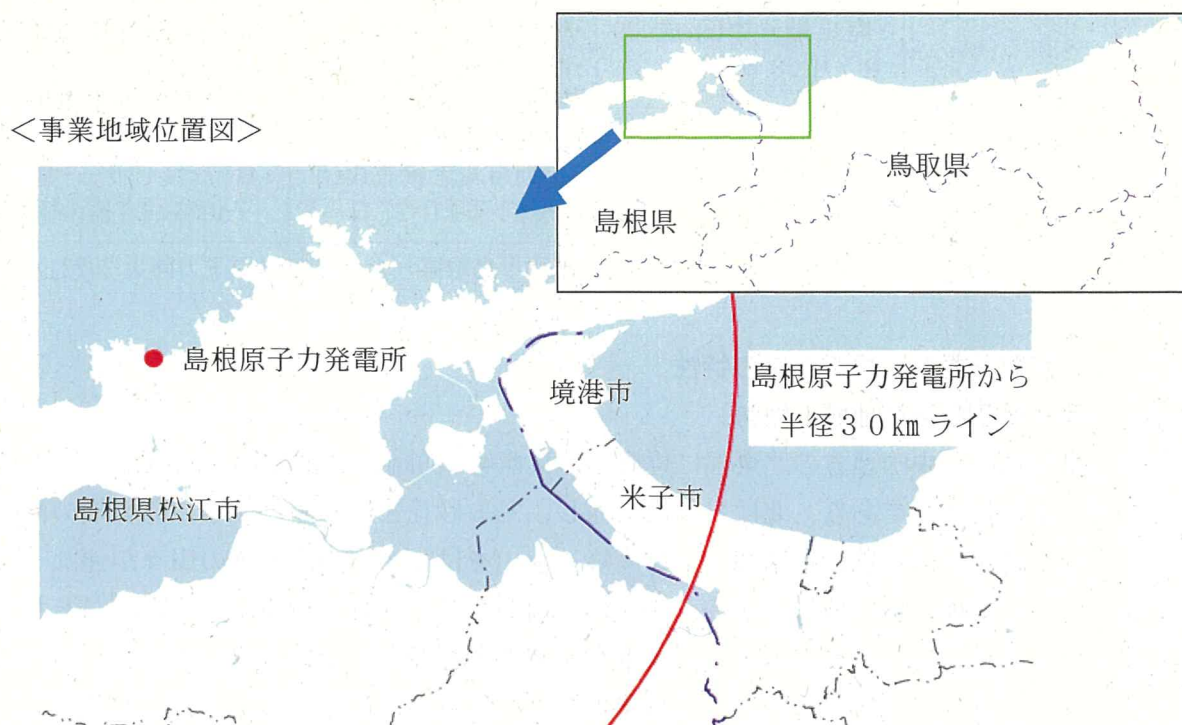 ＜事業地域位置図＞
鳥取県
島根県
島根原子力発電所
境港市
島根原子力発電所から
半径３０㎞ライン
米子市
島根県松江市